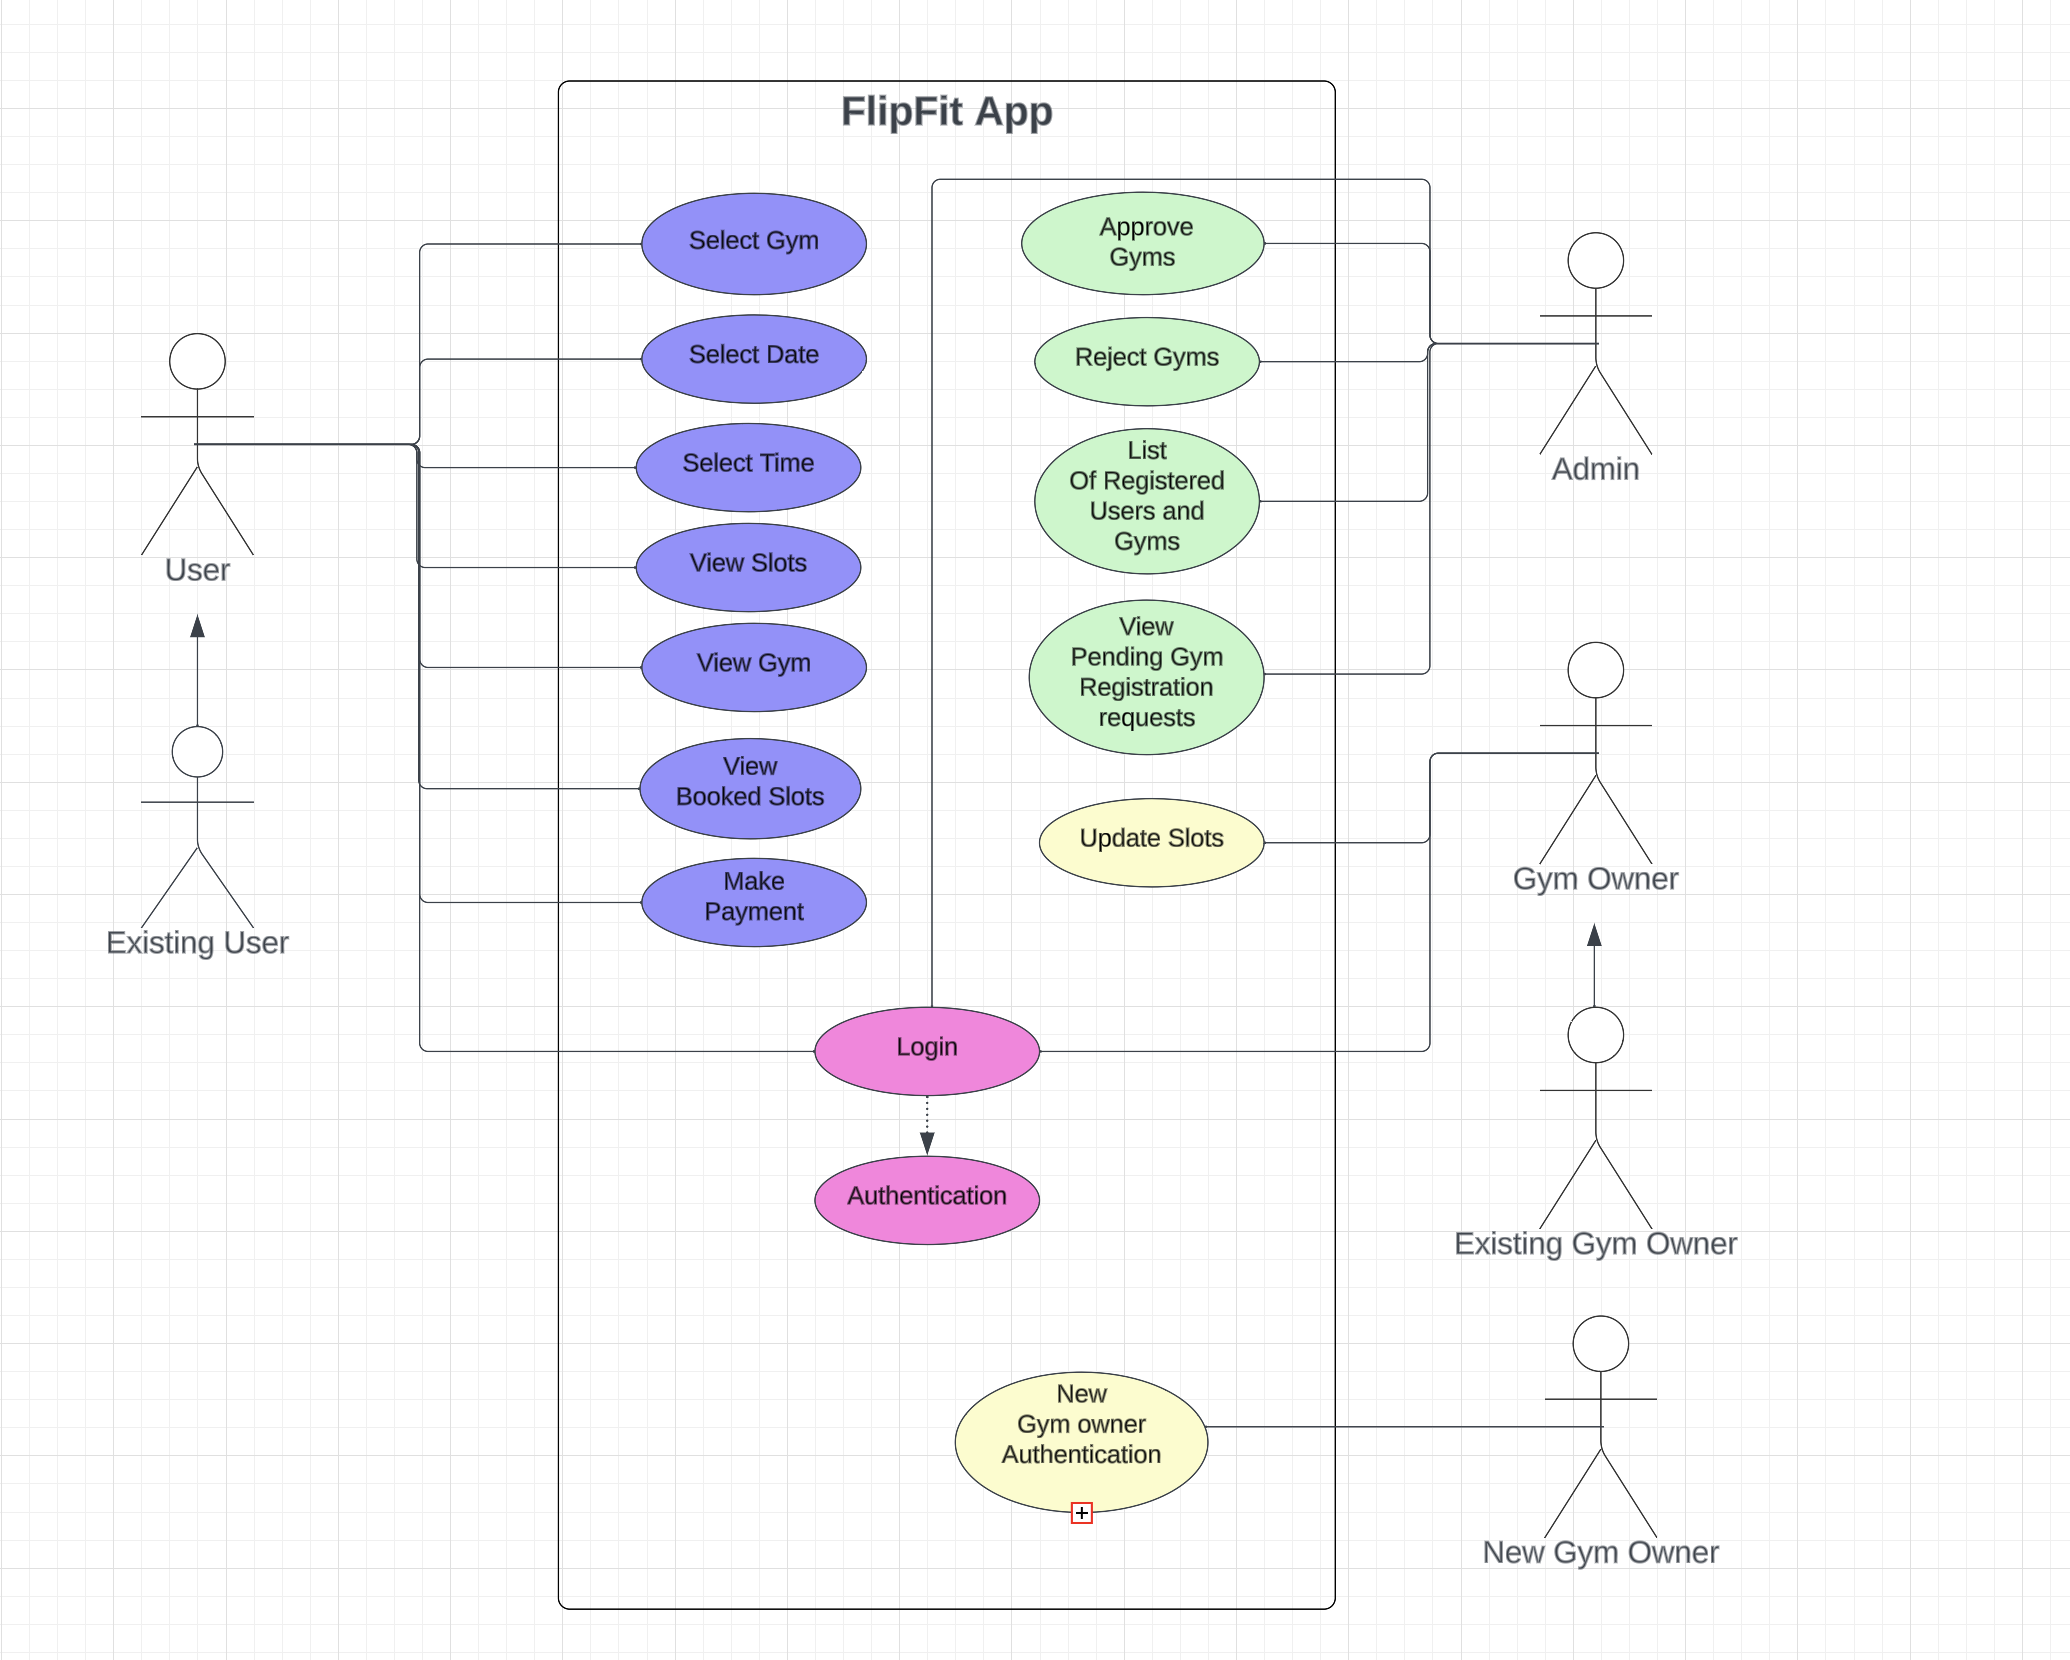 FlipFit App
Select Gym
Select Date
Select Time
View Slots
View Gym
View
Booked Slots
Make
Payment
Approve
Gyms
Reject Gyms
List
Of Registered
Users and
Gyms
View
Pending Gym
Registration
requests
Update Slots
Login
Authentication
New
Gym owner
Authentication
User
Existing User
Admin
Gym Owner
Existing Gym Owner
New Gym Owner